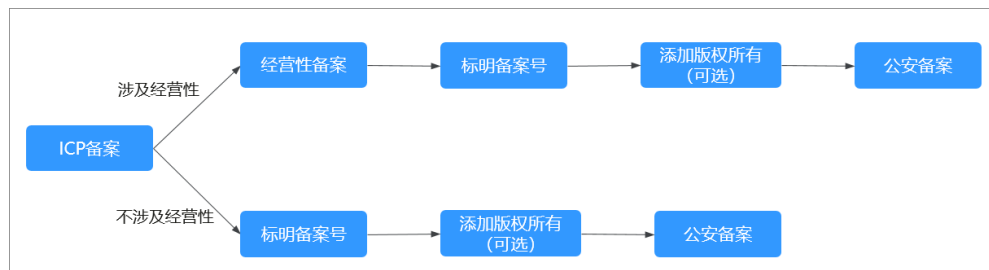 经营性备案
标明备案号
添加版权所有
(可选)
公安备案
涉及经营性
ICP备案
不涉及经营性
标明备案号
添加版权所有
(可选)
公安备案